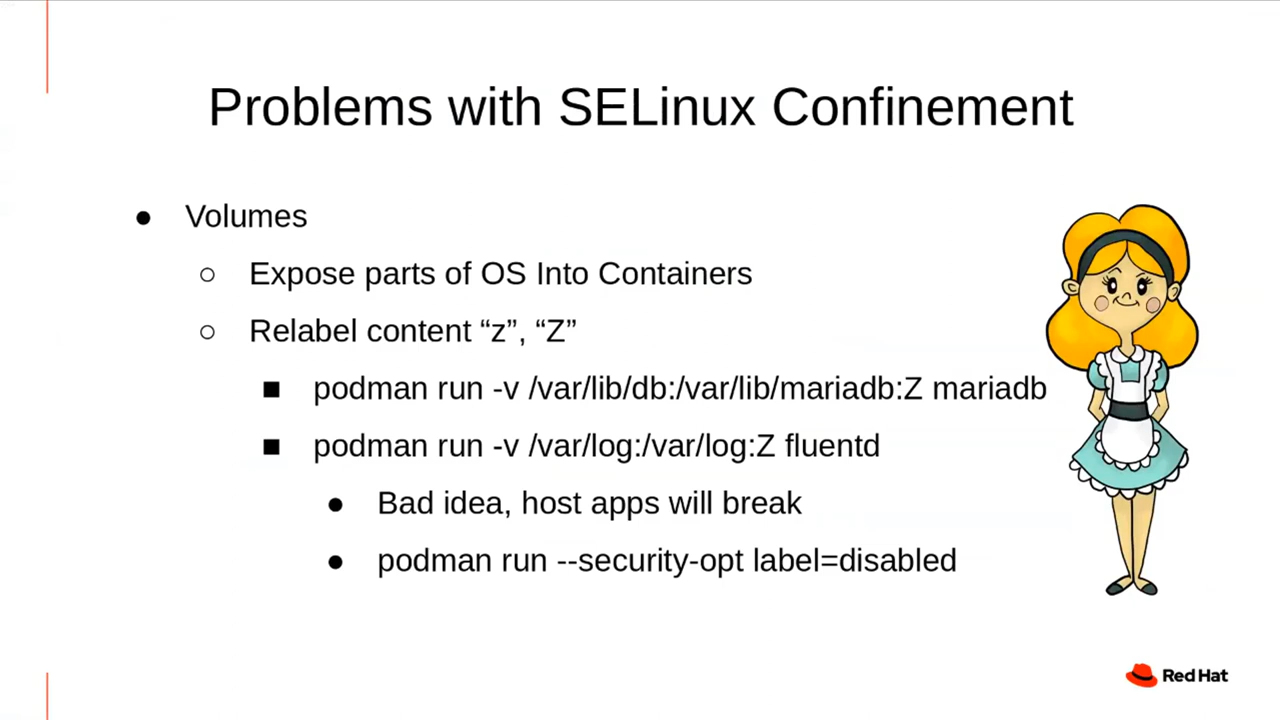 Problems with SELinux Confinement
● Volumes
○ Expose parts of OS Into Containers
○ Relabel content “z”, “Z”
■ podman run -v /var/lib/db:/var/lib/mariadb:Z mariadb
■ podman run -v /var/log:/var/log:Z fluentd
● Bad idea, host apps will break
● podman run --security-opt label=disabled
Red Hat